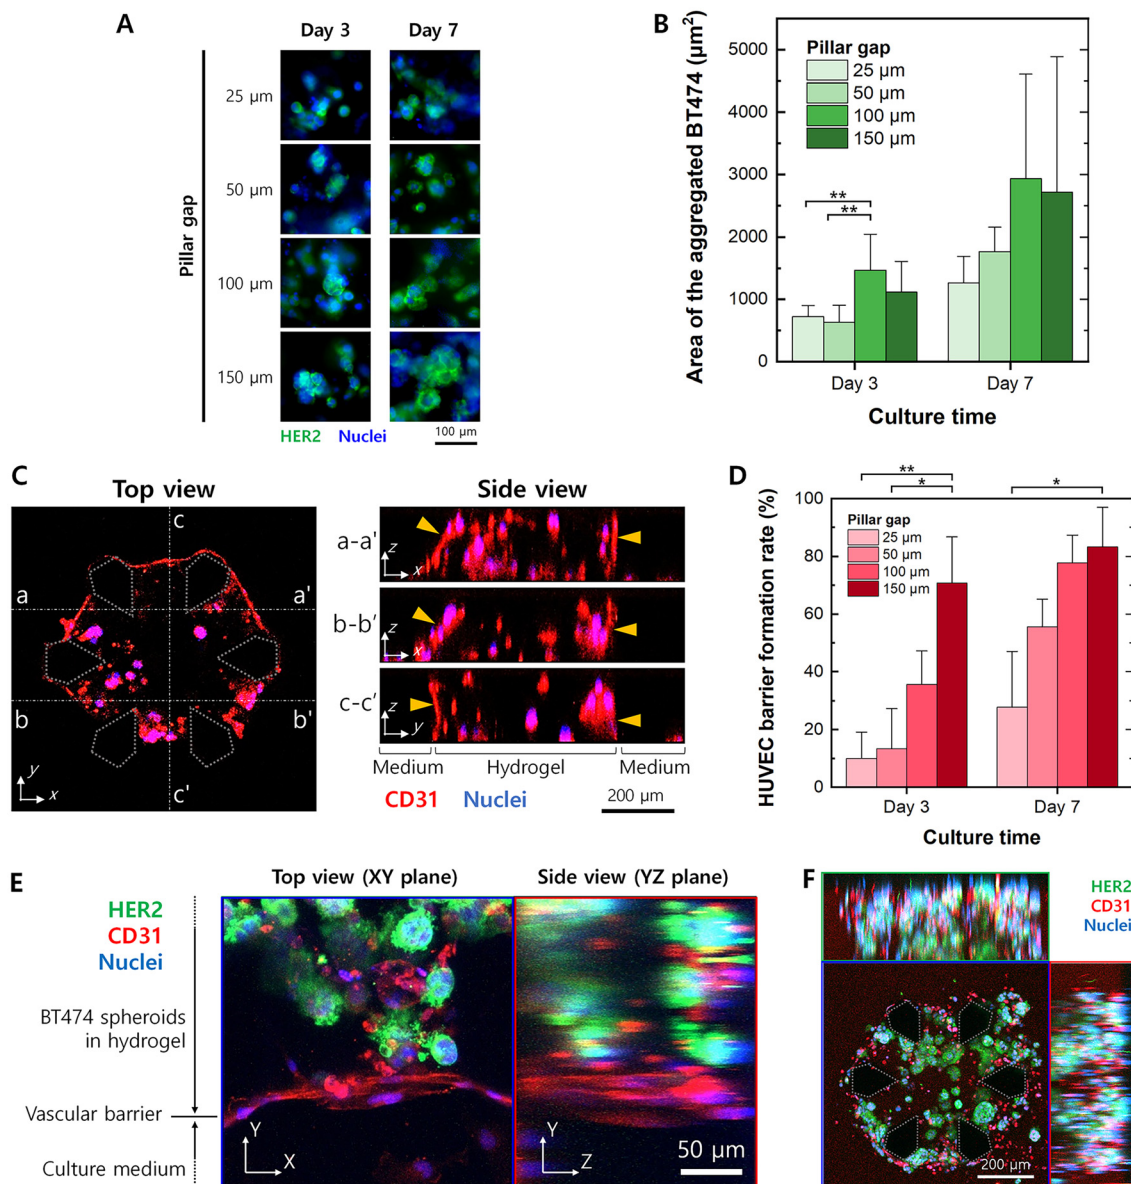 A
Day 3
Day 7
Pillar gap
25 μm
50 μm
100 μm
150 μm
HER2
Nuclei
100 μm
B
Area of the aggregated BT474 (μm²)
5000
4000
3000
2000
1000
0
Pillar gap
25 μm
50 μm
100 μm
150 μm
**
**
Day 3
Day 7
Culture time
C
Top view
Side view
c
a
a'
b
b'
c'
y
x
a-a'
z
x
b-b'
z
x
c-c'
z
y
Medium
Hydrogel
Medium
CD31
Nuclei
200 μm
D
HUVEC barrier formation rate (%)
100
80
60
40
20
0
Pillar gap
25 μm
50 μm
100 μm
150 μm
**
*
*
Day 3
Day 7
Culture time
E
Top view (XY plane)
Side view (YZ plane)
HER2
CD31
Nuclei
BT474 spheroids
in hydrogel
Vascular barrier
Culture medium
Y
X
Y
Z
50 μm
F
HER2
CD31
Nuclei
200 μm